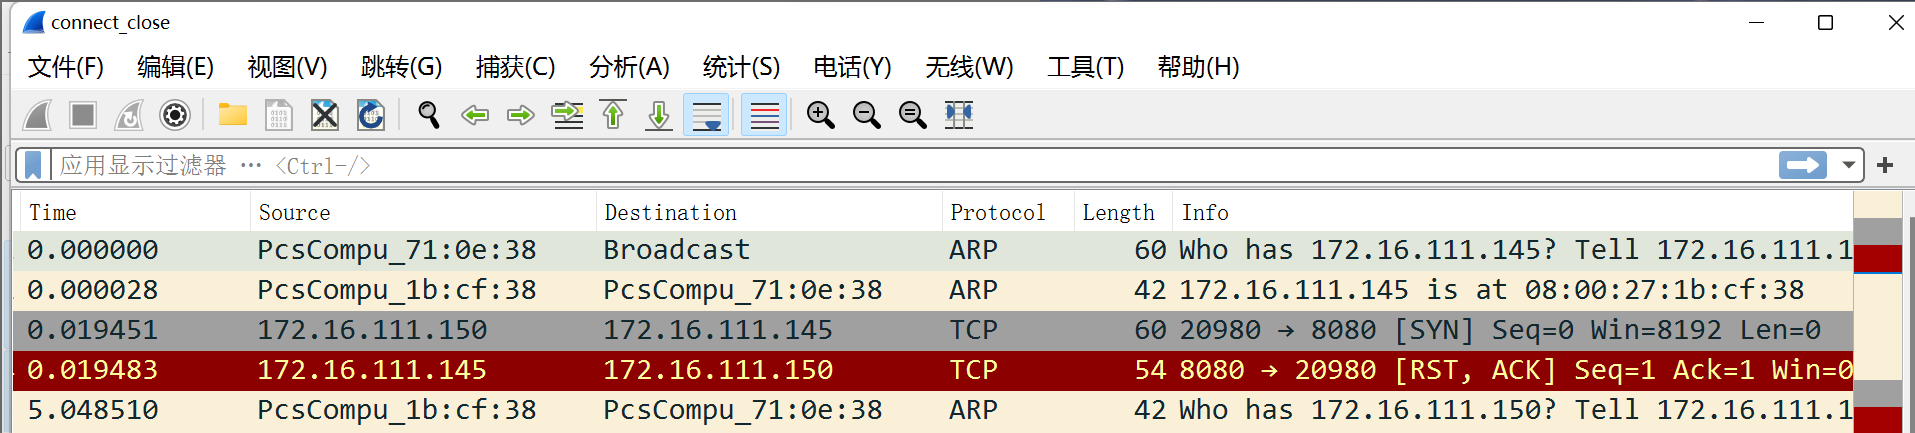 connect_close
文件(F) 编辑(E) 视图(V) 跳转(G) 捕获(C) 分析(A) 统计(S) 电话(Y) 无线(W) 工具(T) 帮助(H)
应用显示过滤器 … <Ctrl-/>
Time Source Destination Protocol Length Info
0.000000 PcsCompu_71:0e:38 Broadcast ARP 60 Who has 172.16.111.145? Tell 172.16.111.1
0.000028 PcsCompu_1b:cf:38 PcsCompu_71:0e:38 ARP 42 172.16.111.145 is at 08:00:27:1b:cf:38
0.019451 172.16.111.150 172.16.111.145 TCP 60 20980 → 8080 [SYN] Seq=0 Win=8192 Len=0
0.019483 172.16.111.145 172.16.111.150 TCP 54 8080 → 20980 [RST, ACK] Seq=1 Ack=1 Win=0
5.048510 PcsCompu_1b:cf:38 PcsCompu_71:0e:38 ARP 42 Who has 172.16.111.150? Tell 172.16.111.1